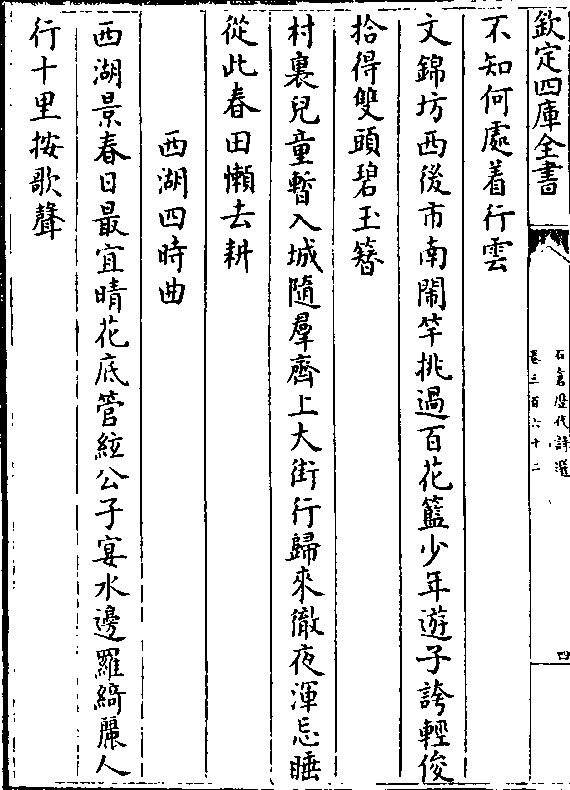 欽定四庫全書
石倉歷代詩選
卷三百六十二
四
不知何處着行雲
文錦坊西後市南鬧竿挑過百花籃少年遊子誇輕俊
拾得雙頭碧玉簪
村裏兒童暫入城隨羣齊上大街行歸來徹夜渾忘睡
從此春田懶去耕
西湖四時曲
西湖景春日最宜晴花底管絃公子宴水邊羅綺麗人
行十里按歌聲